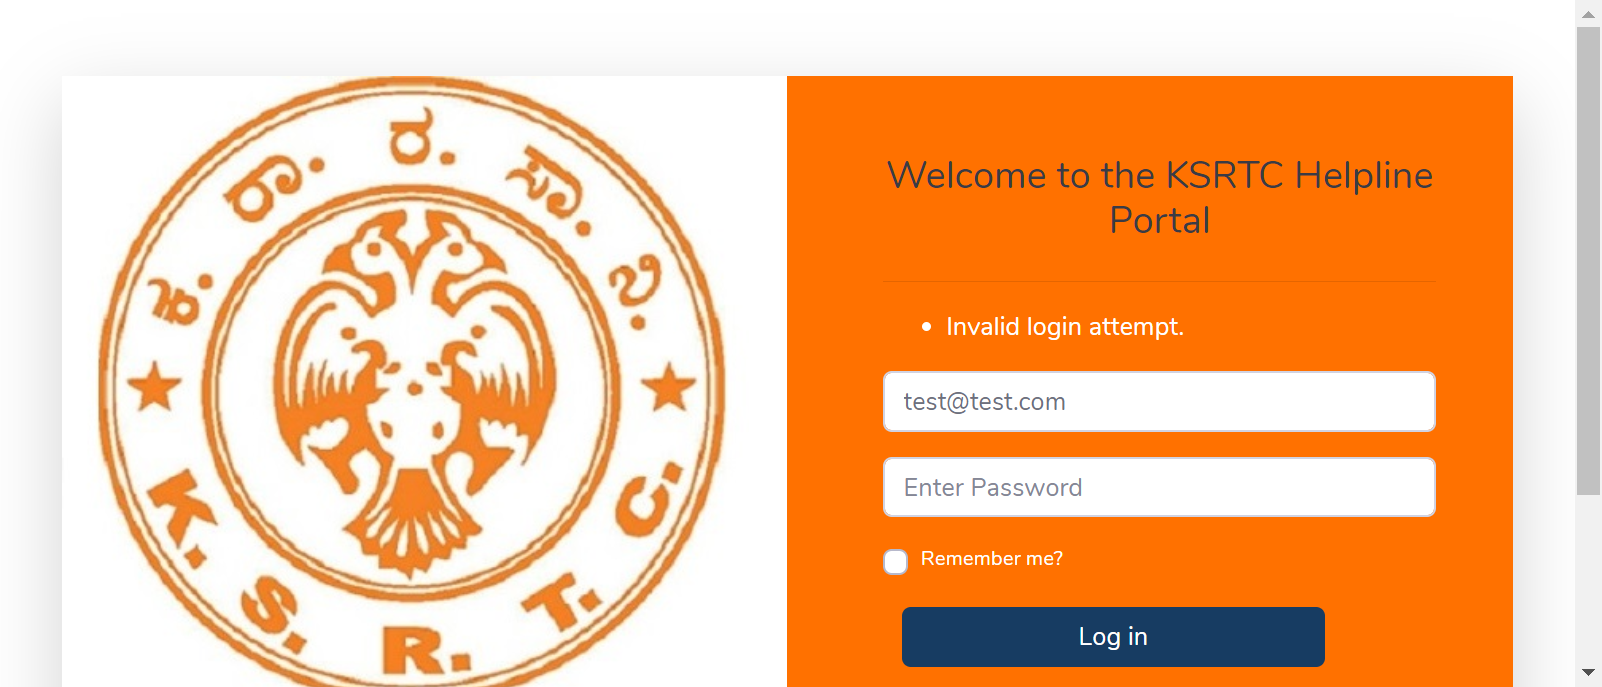 ಕ. ರಾ. ರ. ಸಾ. ನಿ.
K. S. R. T. C.
Welcome to the KSRTC Helpline
Portal
Invalid login attempt.
test@test.com
Enter Password
Remember me?
Log in